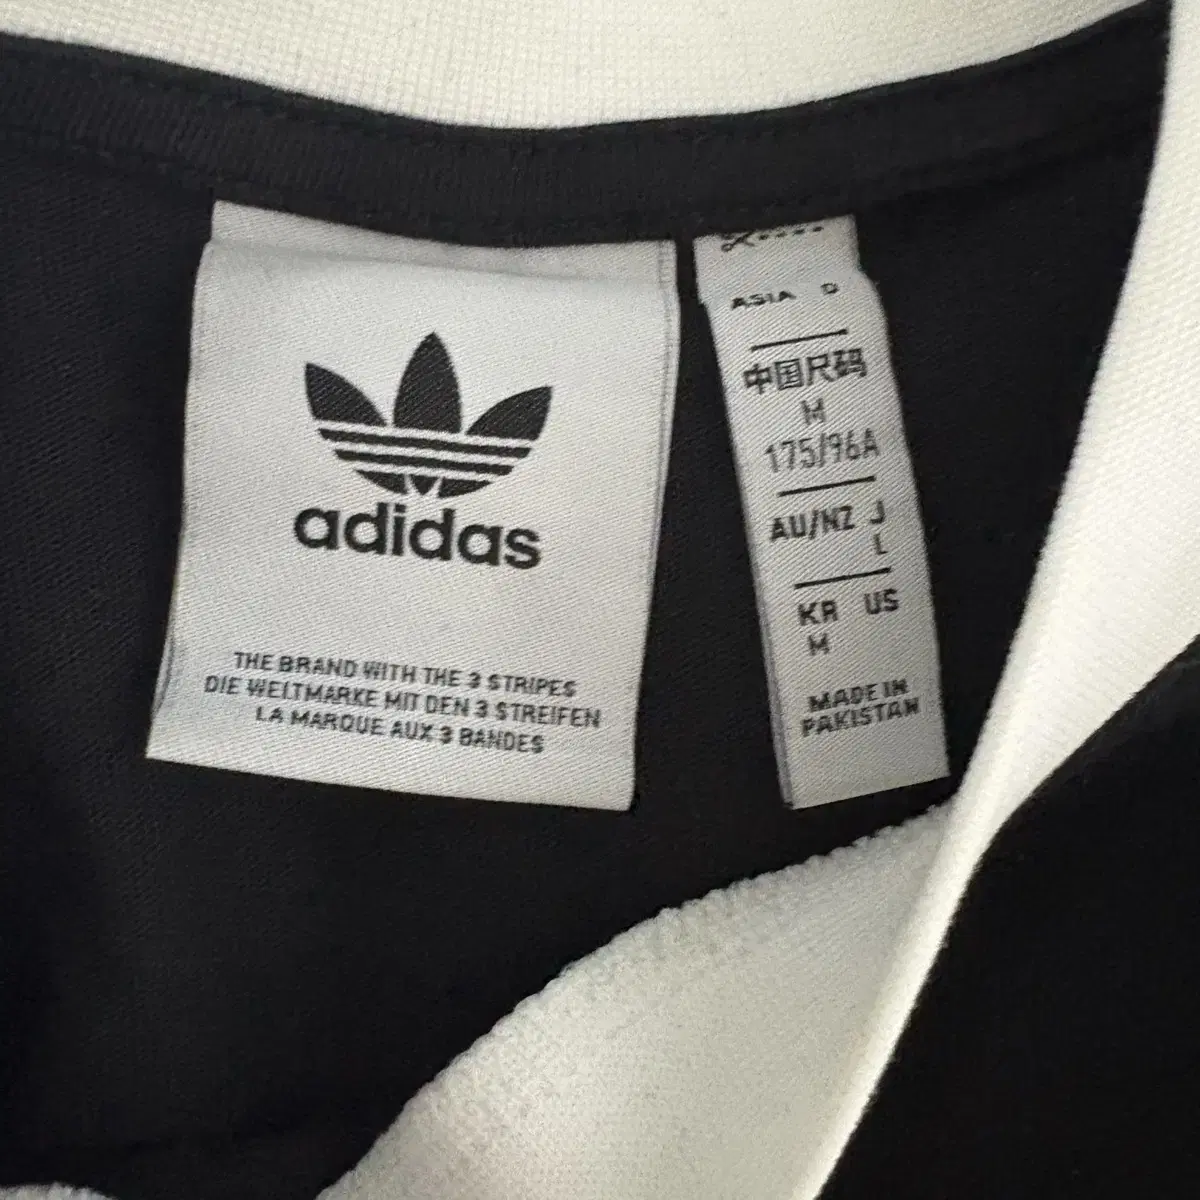 adidas
THE BRAND WITH THE 3 STRIPES
DIE WELTMARKE MIT DEN 3 STREIFEN
LA MARQUE AUX 3 BANDES
ASIA D
中国尺码
M
175/96A
AU/NZ J
L
KR US
M
MADE IN
PAKISTAN